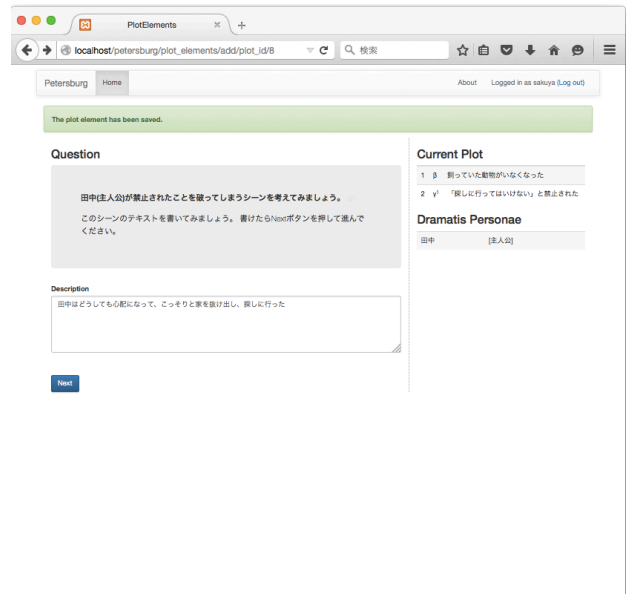 PlotElements
localhost/petersburg/plot_elements/add/plot_id/8
検索
Petersburg Home About Logged in as sakuya (Log out)
The plot element has been saved.
Question
田中[主人公]が禁止されたことを破ってしまうシーンを考えてみましょう。
このシーンのテキストを書いてみましょう。 書けたらNextボタンを押して進んで
ください。
Description
田中はどうしても心配になって、こっそりと家を抜け出し、探しに行った
Next
Current Plot
1 β 飼っていた動物がいなくなった
2 γ¹ 「探しに行ってはいけない」と禁止された
Dramatis Personae
田中 [主人公]